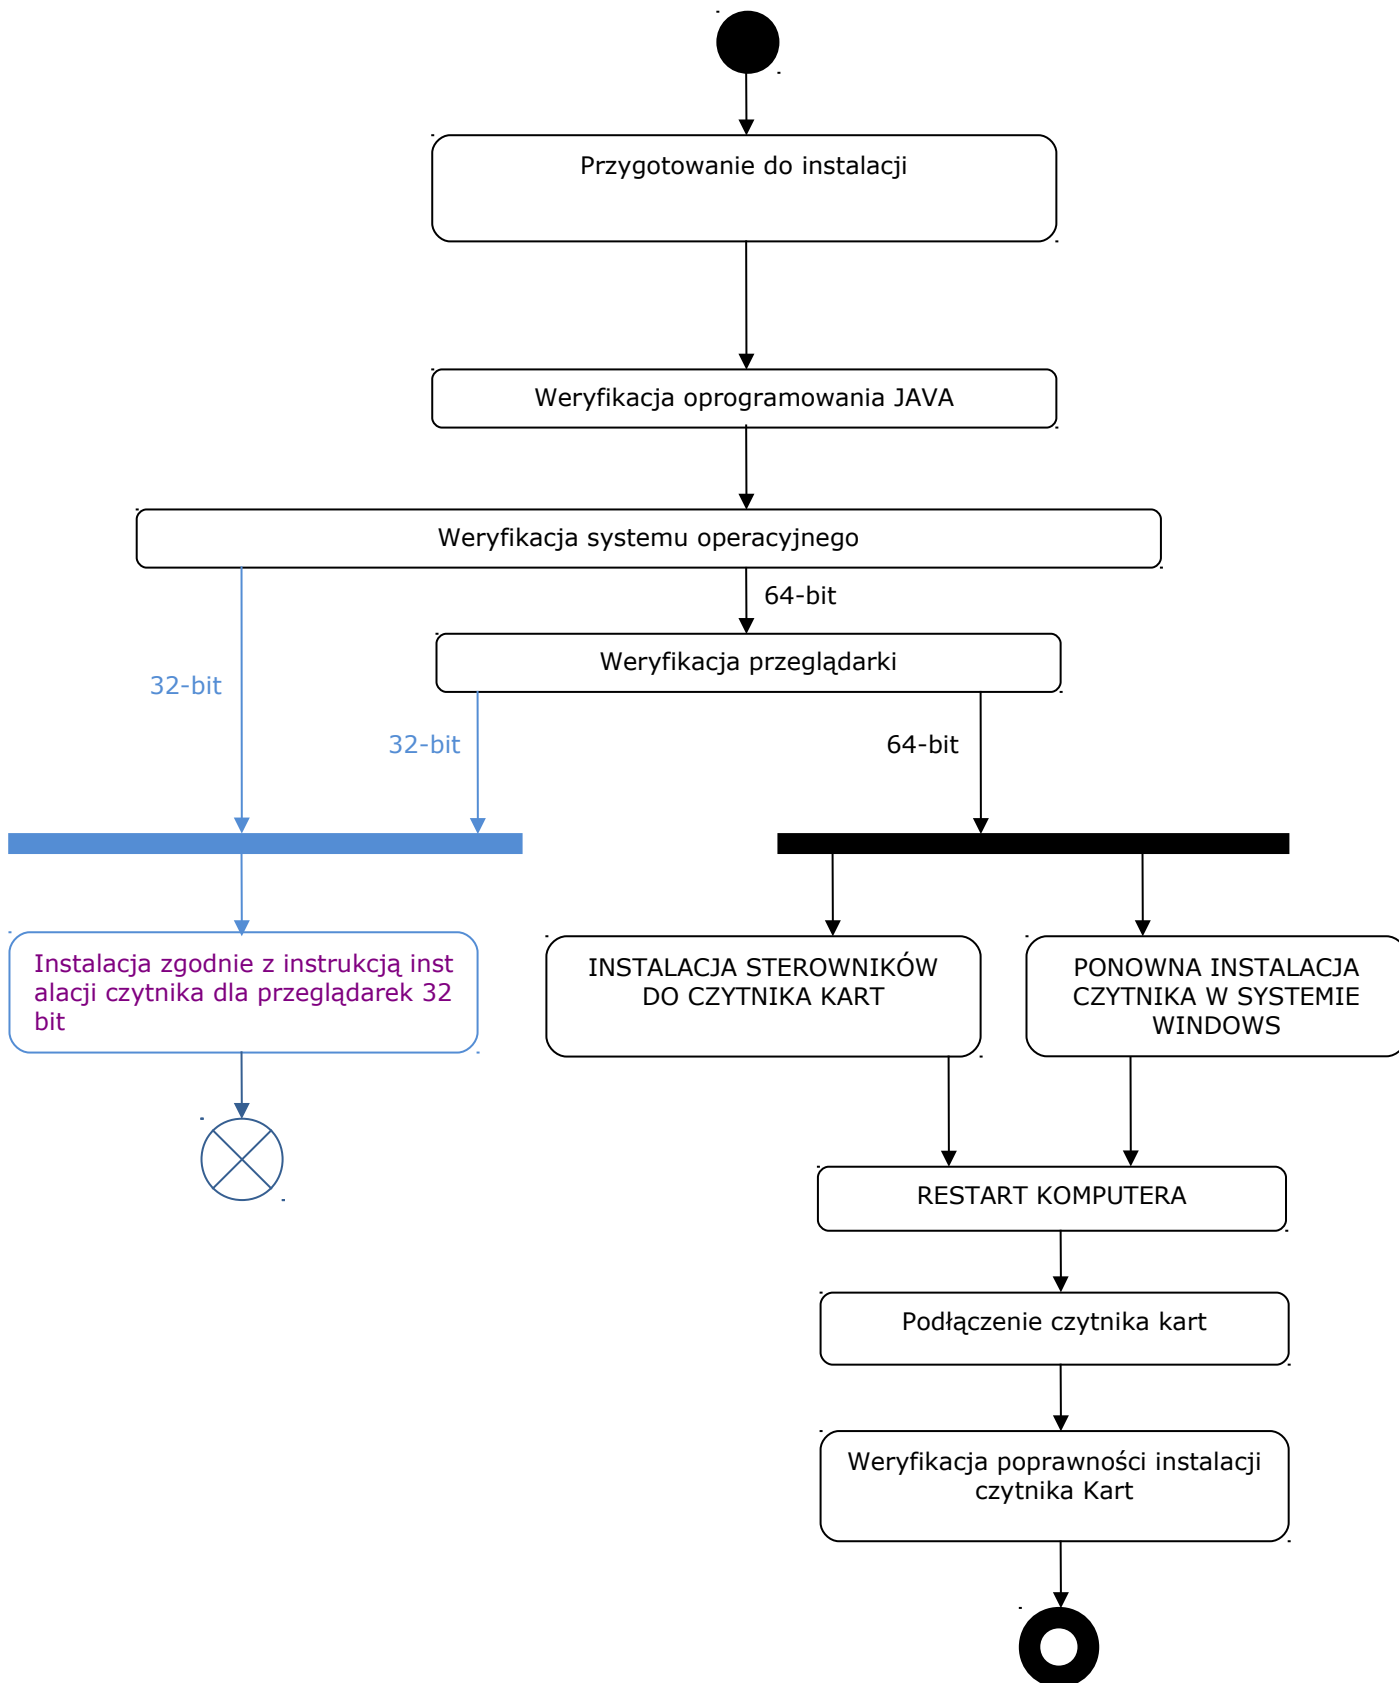 Przygotowanie do instalacji
Weryfikacja oprogramowania JAVA
Weryfikacja systemu operacyjnego
64-bit
Weryfikacja przeglądarki
32-bit
32-bit
64-bit
Instalacja zgodnie z instrukcją inst
alacji czytnika dla przeglądarek 32
bit
INSTALACJA STEROWNIKÓW
DO CZYTNIKA KART
PONOWNA INSTALACJA
CZYTNIKA W SYSTEMIE
WINDOWS
RESTART KOMPUTERA
Podłączenie czytnika kart
Weryfikacja poprawności instalacji
czytnika Kart